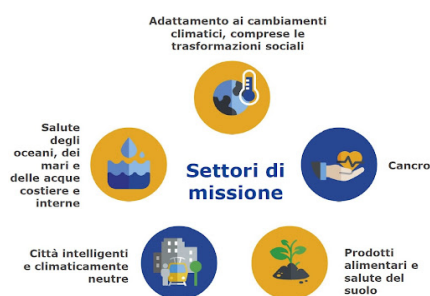 Adattamento ai cambiamenti
climatici, comprese le
trasformazioni sociali
Salute
degli
oceani, dei
mari e
delle acque
costiere e
interne
Settori di
missione
Cancro
Città intelligenti
e climaticamente
neutre
Prodotti
alimentari e
salute del
suolo